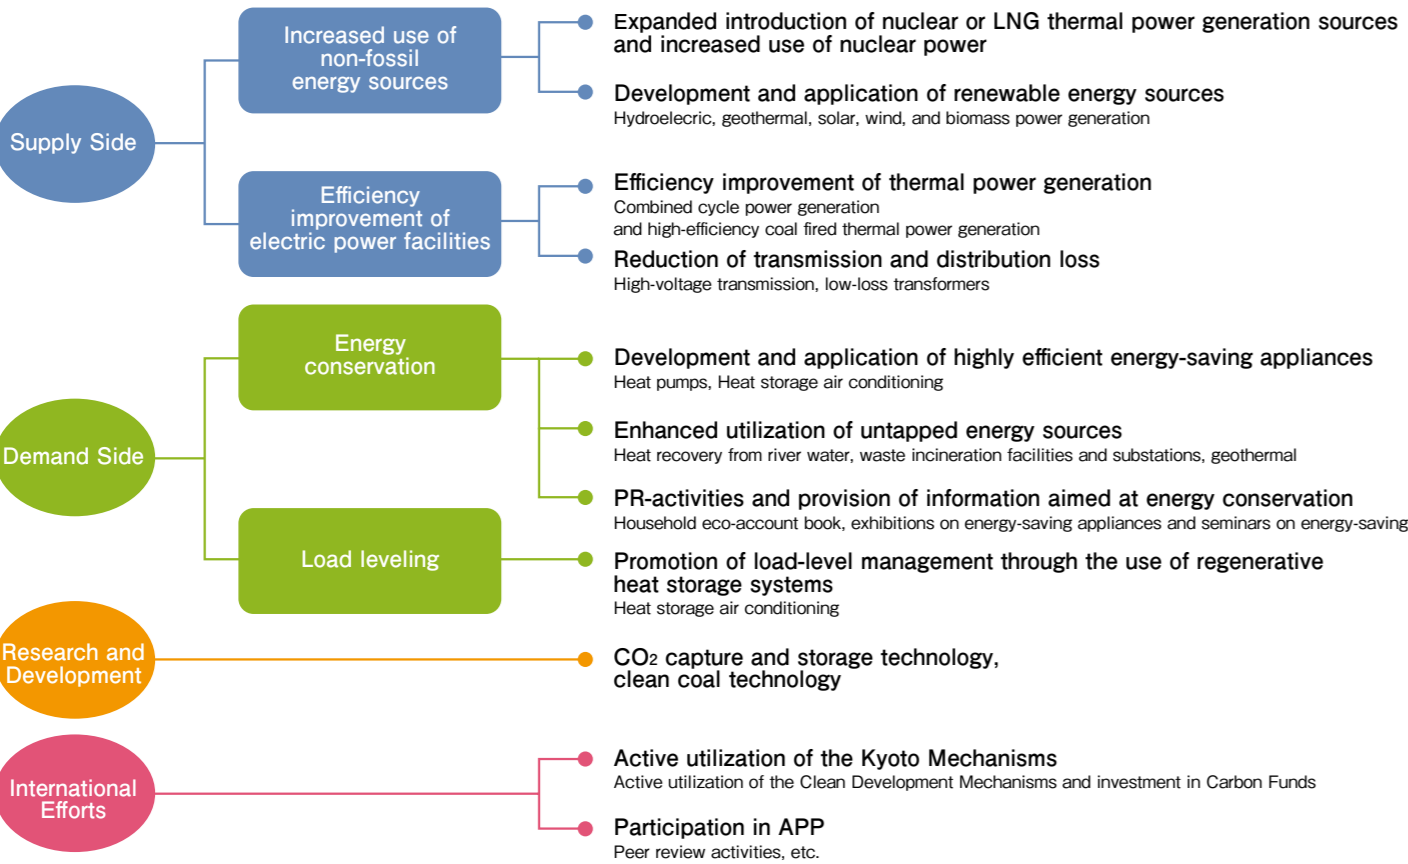 Supply Side
Increased use of
non-fossil
energy sources
Expanded introduction of nuclear or LNG thermal power generation sources
and increased use of nuclear power
Development and application of renewable energy sources
Hydroelecric, geothermal, solar, wind, and biomass power generation
Efficiency
improvement of
electric power facilities
Efficiency improvement of thermal power generation
Combined cycle power generation
and high-efficiency coal fired thermal power generation
Reduction of transmission and distribution loss
High-voltage transmission, low-loss transformers
Demand Side
Energy
conservation
Development and application of highly efficient energy-saving appliances
Heat pumps, Heat storage air conditioning
Enhanced utilization of untapped energy sources
Heat recovery from river water, waste incineration facilities and substations, geothermal
PR-activities and provision of information aimed at energy conservation
Household eco-account book, exhibitions on energy-saving appliances and seminars on energy-saving
Load leveling
Promotion of load-level management through the use of regenerative
heat storage systems
Heat storage air conditioning
Research and
Development
CO₂ capture and storage technology,
clean coal technology
International
Efforts
Active utilization of the Kyoto Mechanisms
Active utilization of the Clean Development Mechanisms and investment in Carbon Funds
Participation in APP
Peer review activities, etc.